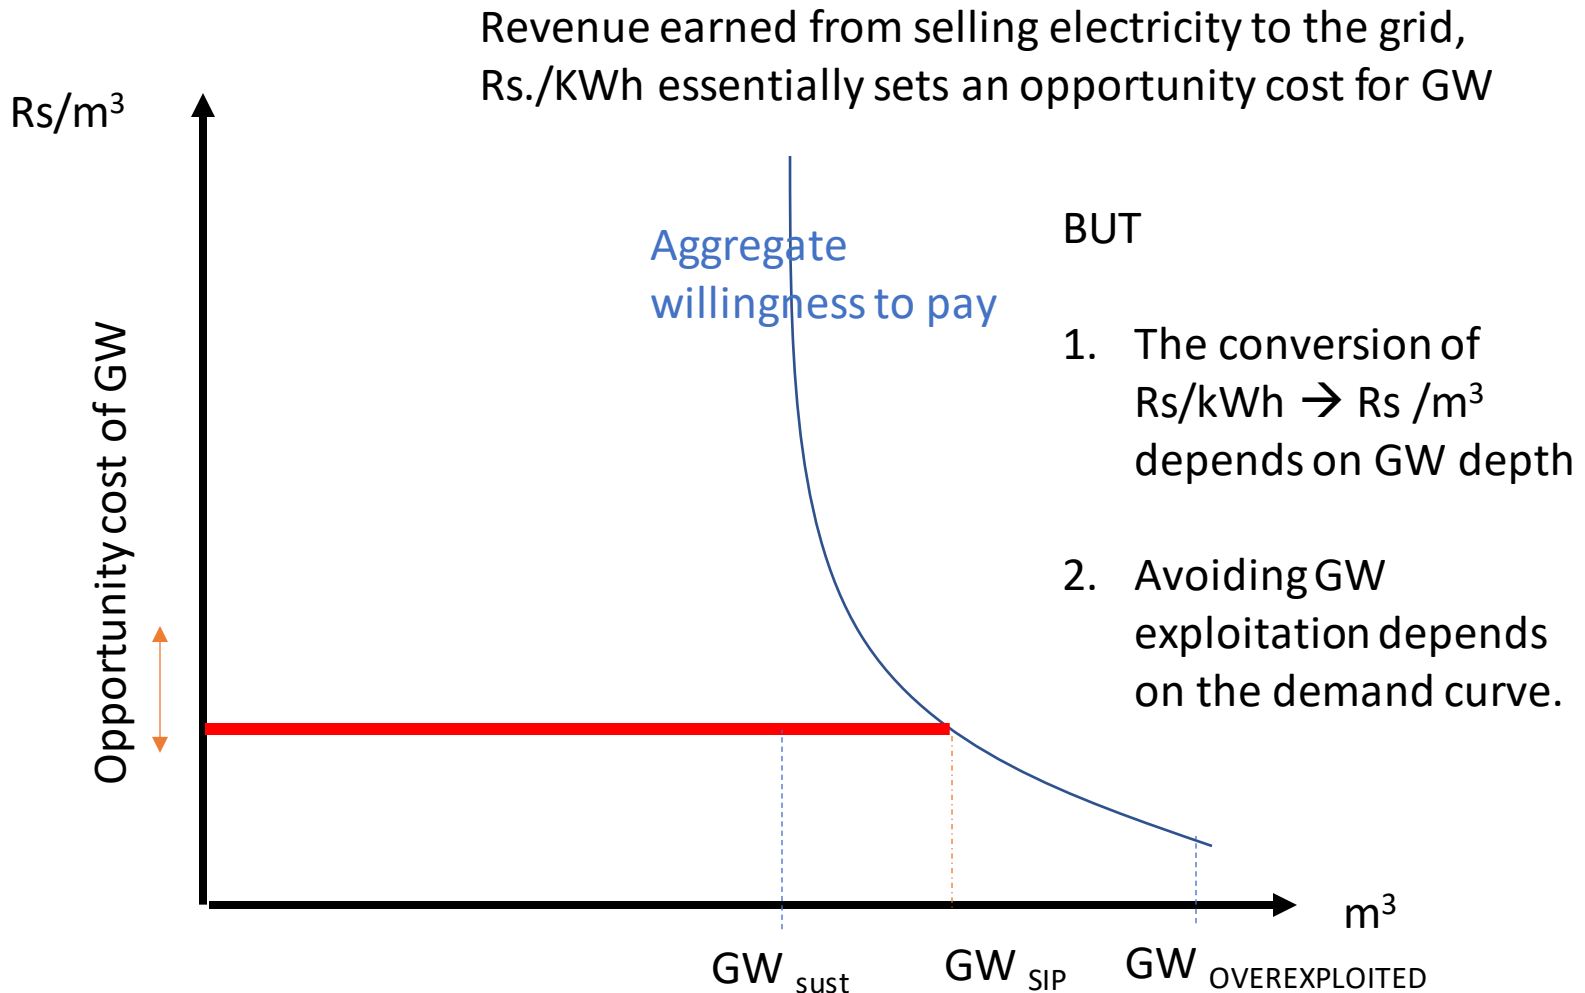 Revenue earned from selling electricity to the grid,
Rs./KWh essentially sets an opportunity cost for GW
Rs/m³
Opportunity cost of GW
Aggregate
willingness to pay
BUT
1. The conversion of
Rs/kWh → Rs /m³
depends on GW depth
2. Avoiding GW
exploitation depends
on the demand curve.
m³
GW sust
GW SIP
GW OVEREXPLOITED